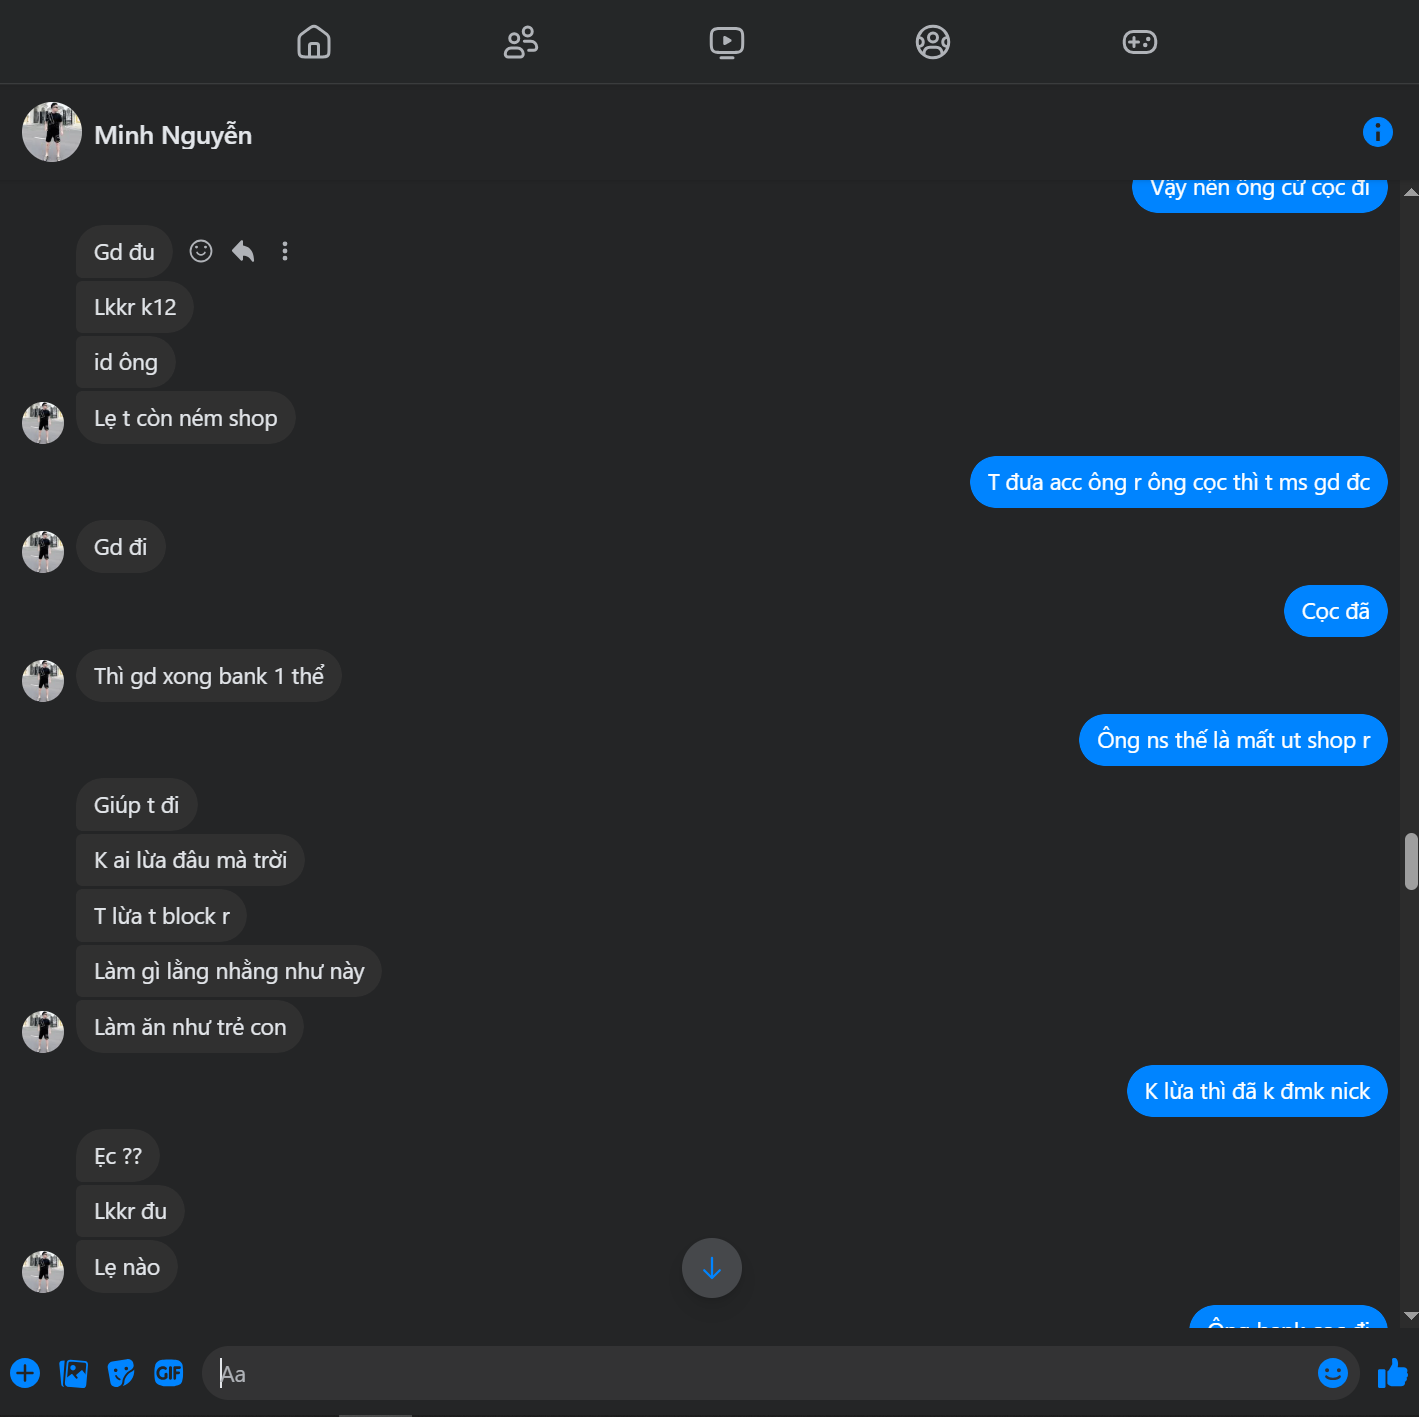 Minh Nguyễn
Vậy nên ông cứ cọc đi
Gd đu
Lkkr k12
id ông
Lẹ t còn ném shop
T đưa acc ông r ông cọc thì t ms gd đc
Gd đi
Cọc đã
Thì gd xong bank 1 thể
Ông ns thế là mất ut shop r
Giúp t đi
K ai lừa đâu mà trời
T lừa t block r
Làm gì lằng nhằng như này
Làm ăn như trẻ con
K lừa thì đã k đmk nick
Ẹc ??
Lkkr đu
Lẹ nào
Ông bank cọc đi
GIF
Aa